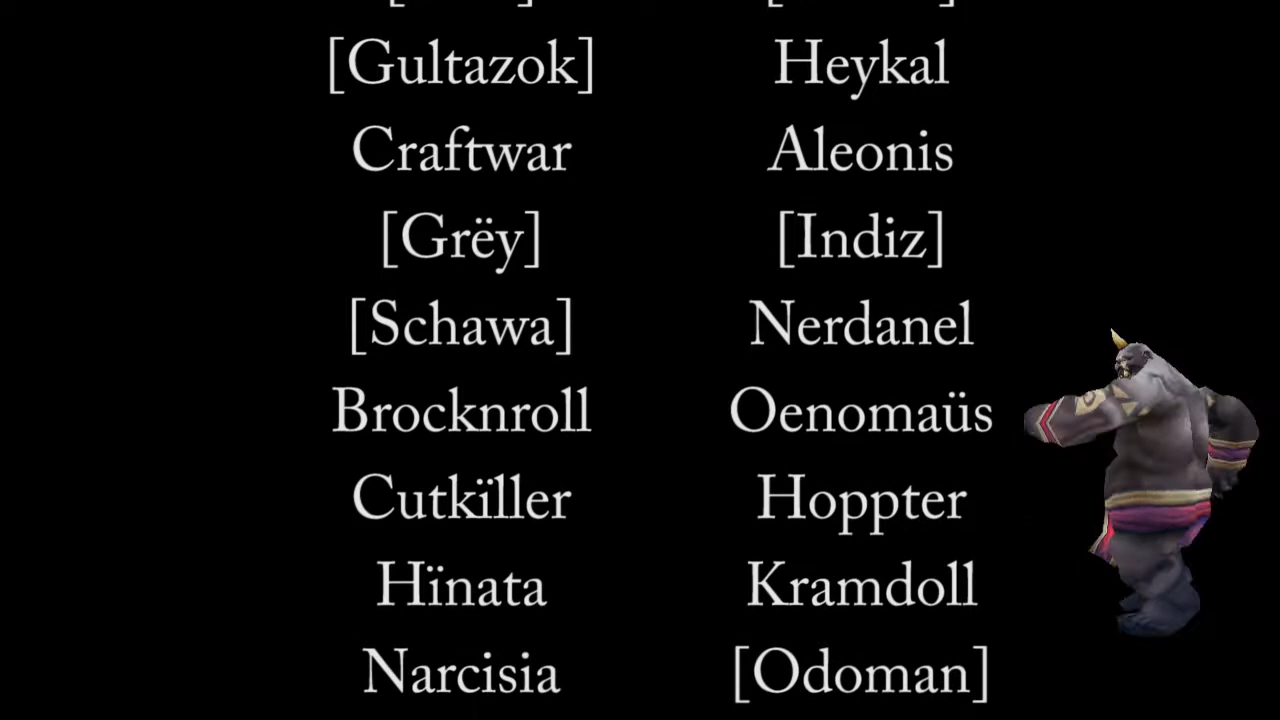 [Gultazok] Heykal
Craftwar Aleonis
[Grëy] [Indiz]
[Schawa] Nerdanel
Brocknroll Oenomaüs
Cutkïller Hoppter
Hïnata Kramdoll
Narcisia [Odoman]